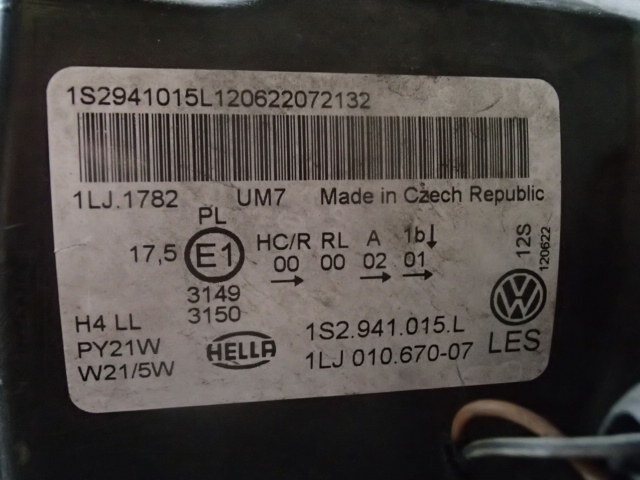 1S2941015L120622072132
1LJ.1782 UM7 Made in Czech Republic
PL
17,5 E1 HC/R RL A 1b↓
00 00 02 01
→ → →
3149
3150
H4 LL
PY21W
W21/5W
HELLA
1S2.941.015.L
1LJ 010.670-07
VW
LES
12S
120622